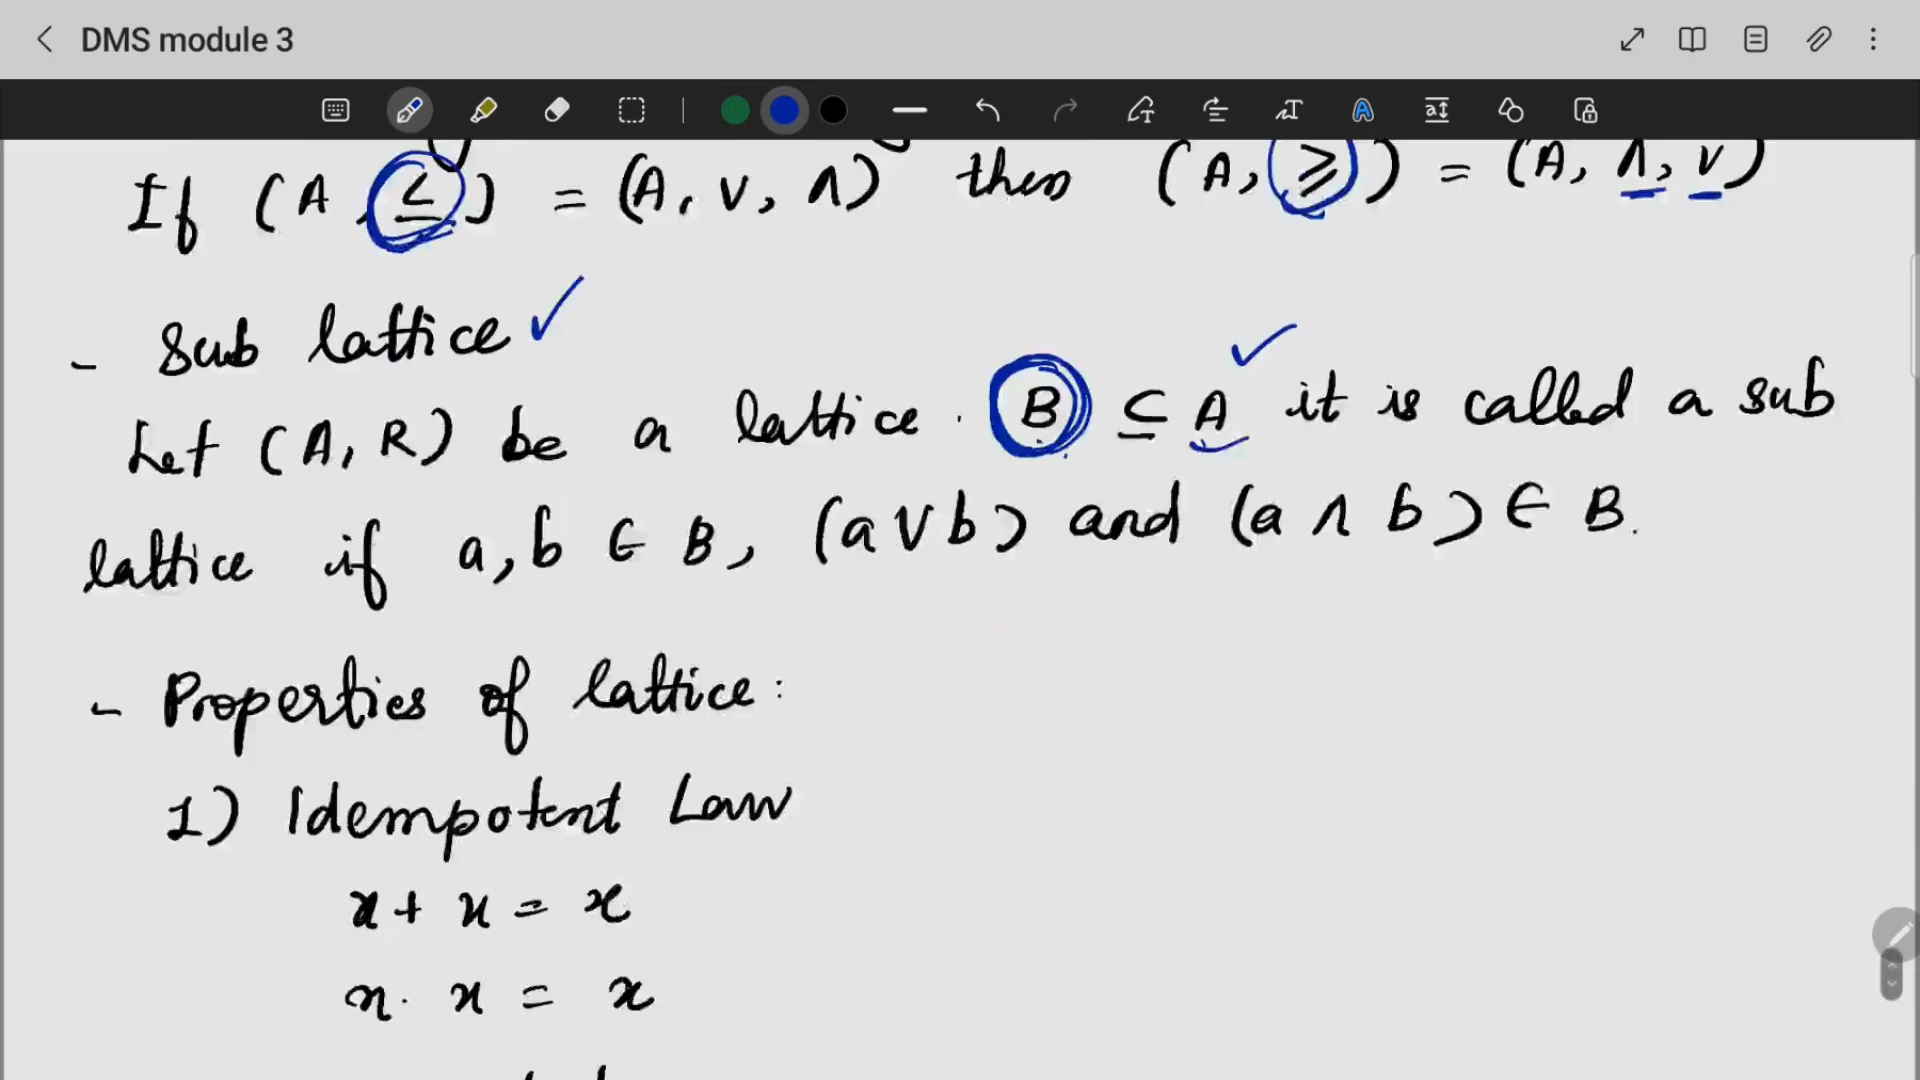 DMS module 3
If (A, ≤) = (A, ∨, ∧) then (A, ≥) = (A, ∧, ∨)
- Sub lattice ✓
Let (A, R) be a lattice. B ⊆ A it is called a sub
lattice if a, b ∈ B, (a ∨ b) and (a ∧ b) ∈ B.
- Properties of lattice:
1) Idempotent Law
x + x = x
x . x = x